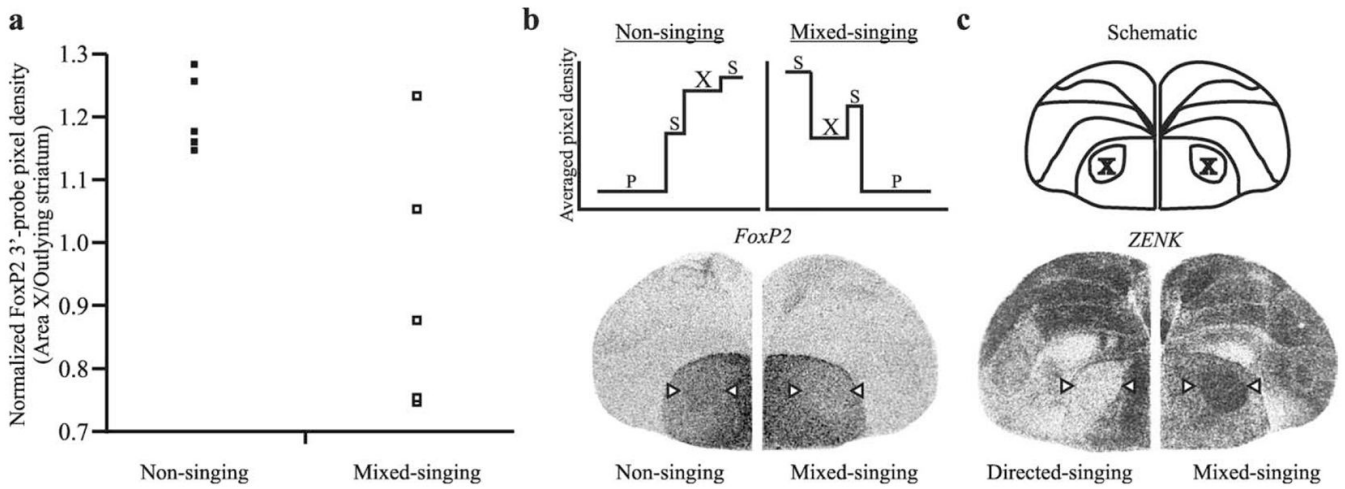 a
Normalized FoxP2 3'-probe pixel density
(Area X/Outlying striatum)
1.3
1.2
1.1
1.0
0.9
0.8
0.7
Non-singing
Mixed-singing
b
Non-singing
Mixed-singing
Averaged pixel density
P
S
X
S
S
X
S
P
FoxP2
Non-singing
Mixed-singing
c
Schematic
X
X
ZENK
Directed-singing
Mixed-singing